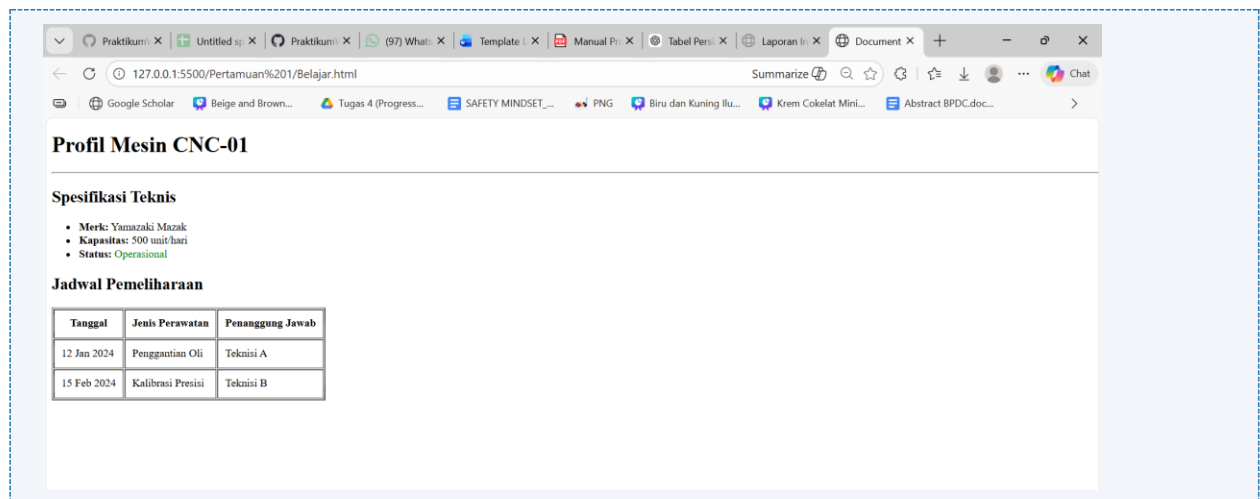 Praktikum\ Untitled sp Praktikum\ (97) Whats Template L Manual Pra Tabel Persi Laporan In Document
127.0.0.1:5500/Pertamuan%201/Belajar.html Summarize Chat
Google Scholar Beige and Brown... Tugas 4 (Progress... SAFETY MINDSET_... PNG Biru dan Kuning Ilu... Krem Cokelat Mini... Abstract BPDC.doc...
Profil Mesin CNC-01
Spesifikasi Teknis
• Merk: Yamazaki Mazak
• Kapasitas: 500 unit/hari
• Status: Operasional
Jadwal Pemeliharaan
Tanggal Jenis Perawatan Penanggung Jawab
12 Jan 2024 Penggantian Oli Teknisi A
15 Feb 2024 Kalibrasi Presisi Teknisi B